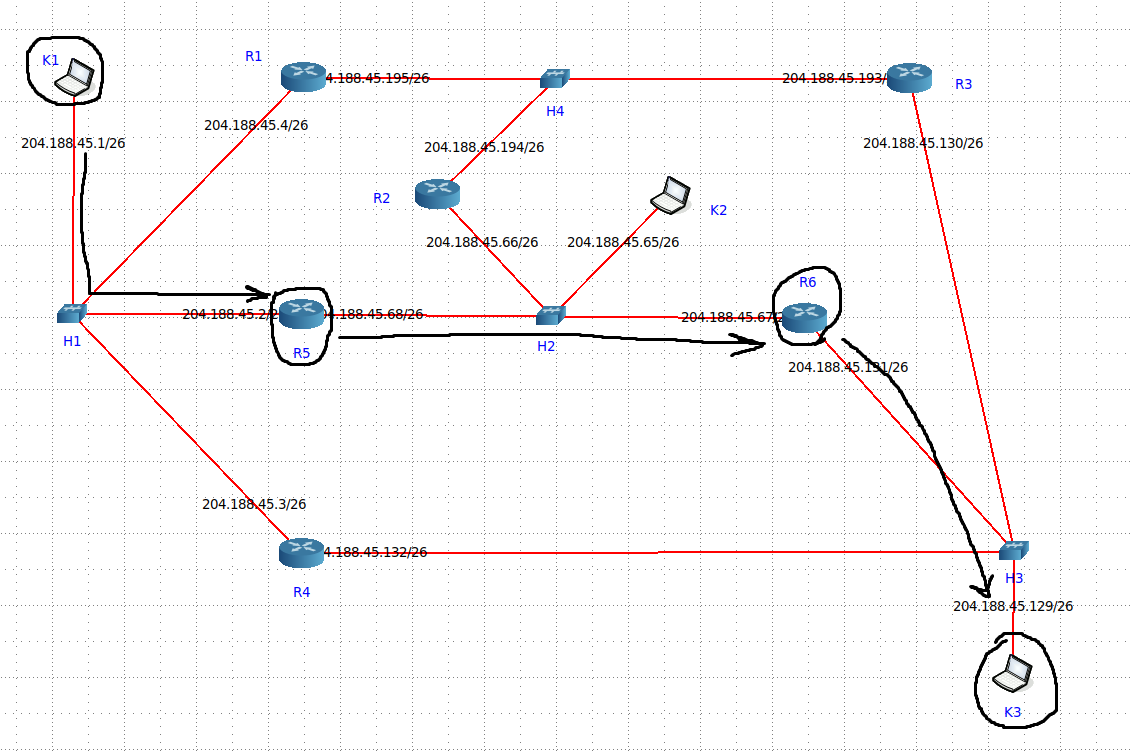 K1
R1
4.188.45.195/26
H4
204.188.45.193/
R3
204.188.45.4/26
204.188.45.1/26
204.188.45.194/26
204.188.45.130/26
R2
K2
204.188.45.66/26
204.188.45.65/26
R6
H1
204.188.45.2/2
4.188.45.68/26
204.188.45.67/2
R5
H2
204.188.45.131/26
204.188.45.3/26
4.188.45.132/26
R4
H3
204.188.45.129/26
K3